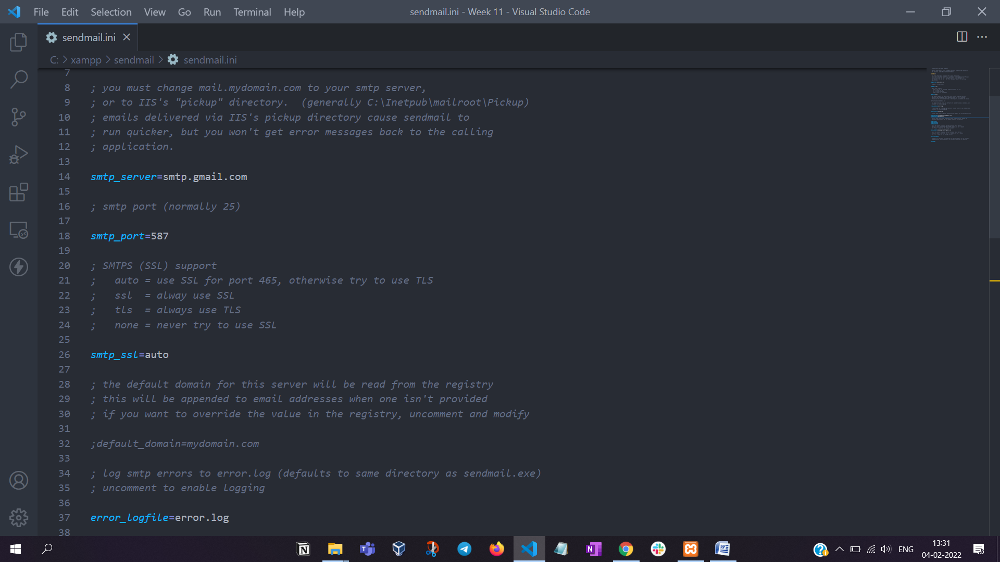 File Edit Selection View Go Run Terminal Help
sendmail.ini - Week 11 - Visual Studio Code
sendmail.ini
C: > xampp > sendmail > sendmail.ini
7
8 ; you must change mail.mydomain.com to your smtp server,
9 ; or to IIS's "pickup" directory.  (generally C:\Inetpub\mailroot\Pickup)
10 ; emails delivered via IIS's pickup directory cause sendmail to
11 ; run quicker, but you won't get error messages back to the calling
12 ; application.
13
14 smtp_server=smtp.gmail.com
15
16 ; smtp port (normally 25)
17
18 smtp_port=587
19
20 ; SMTPS (SSL) support
21 ;   auto = use SSL for port 465, otherwise try to use TLS
22 ;   ssl  = alway use SSL
23 ;   tls  = always use TLS
24 ;   none = never try to use SSL
25
26 smtp_ssl=auto
27
28 ; the default domain for this server will be read from the registry
29 ; this will be appended to email addresses when one isn't provided
30 ; if you want to override the value in the registry, uncomment and modify
31
32 ;default_domain=mydomain.com
33
34 ; log smtp errors to error.log (defaults to same directory as sendmail.exe)
35 ; uncomment to enable logging
36
37 error_logfile=error.log
38
ENG
13:31
04-02-2022